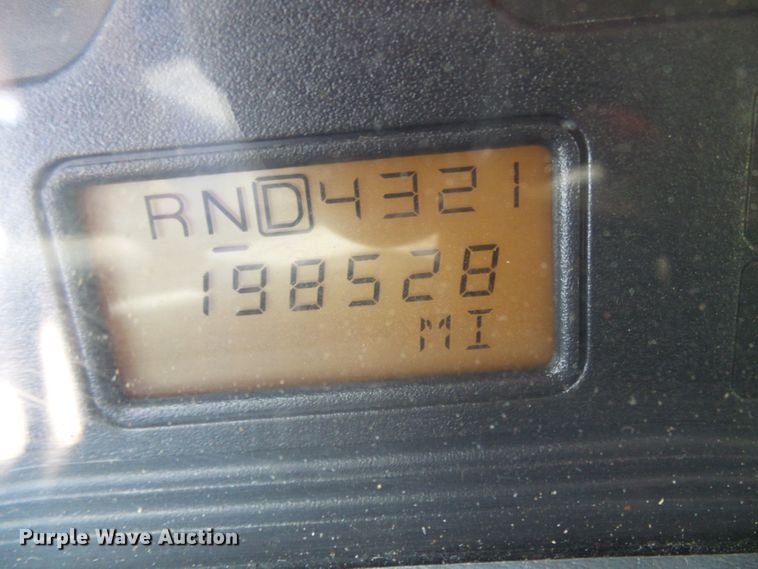 RND4321
198528
MI
Purple Wave Auction